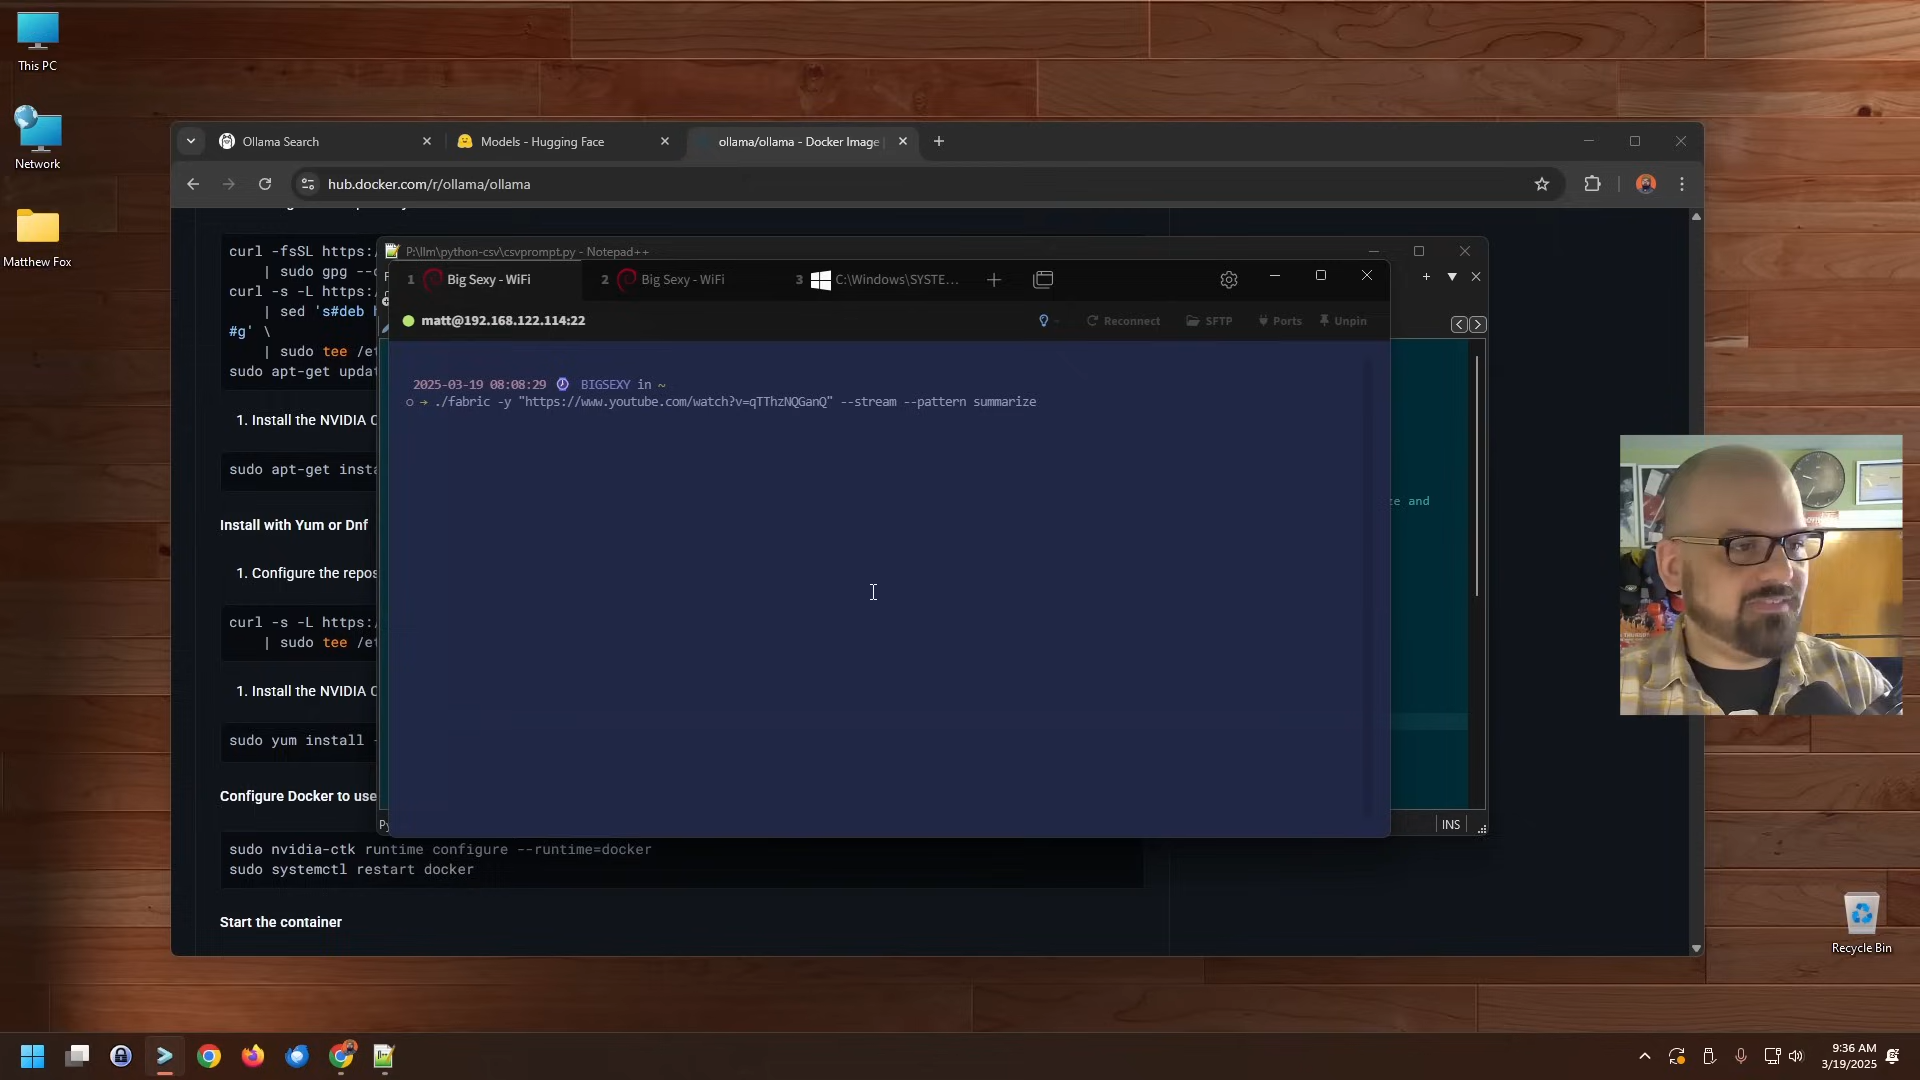 This PC
Network
Matthew Fox
Recycle Bin
Ollama Search
Models - Hugging Face
ollama/ollama - Docker Image
hub.docker.com/r/ollama/ollama
curl -fsSL https:/
| sudo gpg --
curl -s -L https:/
| sed 's#deb
#g' \
| sudo tee /et
sudo apt-get updat
1. Install the NVIDIA C
sudo apt-get insta
Install with Yum or Dnf
1. Configure the repos
curl -s -L https:/
| sudo tee /et
1. Install the NVIDIA C
sudo yum install -
Configure Docker to use
sudo nvidia-ctk runtime configure --runtime=docker
sudo systemctl restart docker
Start the container
P:\llm\python-csv\csvprompt.py - Notepad++
and
INS
1 Big Sexy - WiFi
2 Big Sexy - WiFi
3 C:\Windows\SYSTE...
matt@192.168.122.114:22
Reconnect
SFTP
Ports
Unpin
2025-03-19 08:08:29 BIGSEXY in ~
○ → ./fabric -y "https://www.youtube.com/watch?v=qTThzNQGanQ" --stream --pattern summarize
9:36 AM
3/19/2025